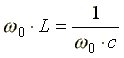 ω₀ · L = 1 / (ω₀ · c)